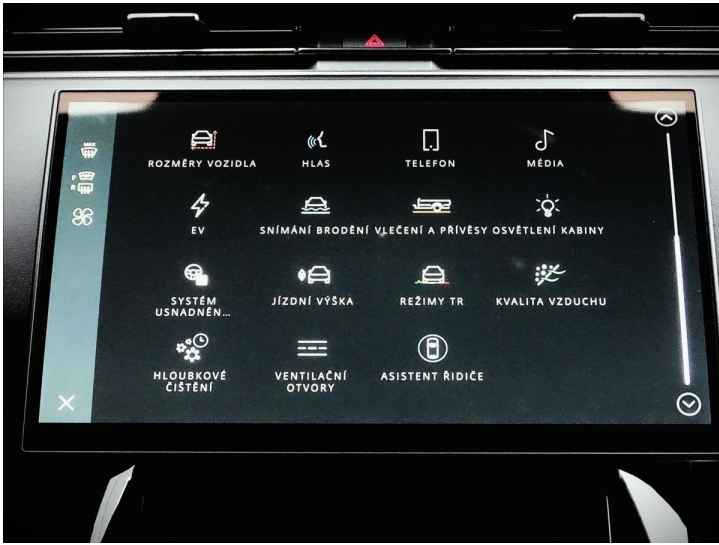 MAX
F
R
ROZMĚRY VOZIDLA
HLAS
TELEFON
MÉDIA
EV
SNÍMÁNÍ BRODĚNÍ
VLEČENÍ A PŘÍVĚSY
OSVĚTLENÍ KABINY
SYSTÉM
USNADNĚN...
JÍZDNÍ VÝŠKA
REŽIMY TR
KVALITA VZDUCHU
HLOUBKOVÉ
ČIŠTĚNÍ
VENTILAČNÍ
OTVORY
ASISTENT ŘIDIČE